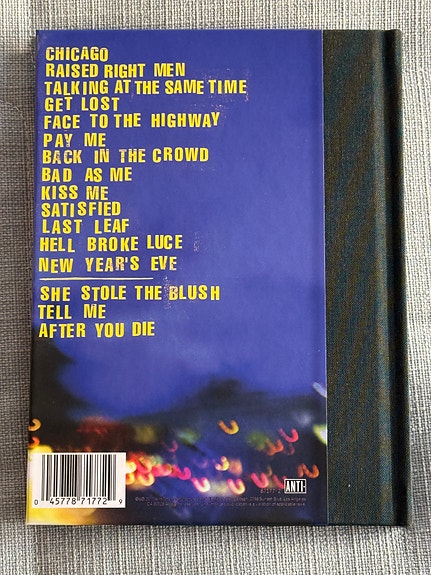 CHICAGO
RAISED RIGHT MEN
TALKING AT THE SAME TIME
GET LOST
FACE TO THE HIGHWAY
PAY ME
BACK IN THE CROWD
BAD AS ME
KISS ME
SATISFIED
LAST LEAF
HELL BROKE LUCE
NEW YEAR'S EVE
SHE STOLE THE BLUSH
TELL ME
AFTER YOU DIE
87177-2
ANTI-
0 45778 71772 9